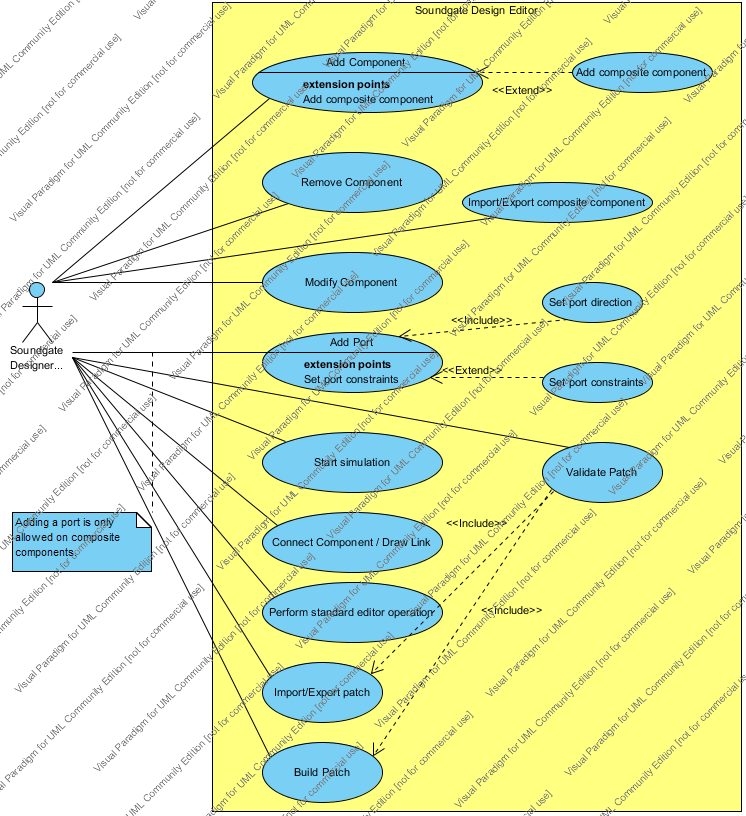 Soundgate Design Editor
Add Component
extension points
Add composite component
Add composite component
<<Extend>>
Remove Component
Import/Export composite component
Modify Component
Set port direction
<<Include>>
Add Port
extension points
Set port constraints
<<Extend>>
Set port constraints
Soundgate
Designer...
Start simulation
Validate Patch
Adding a port is only
allowed on composite
components.
<<Include>>
Connect Component / Draw Link
Perform standard editor operation
<<Include>>
Import/Export patch
Build Patch
Visual Paradigm for UML Community Edition [not for commercial use]